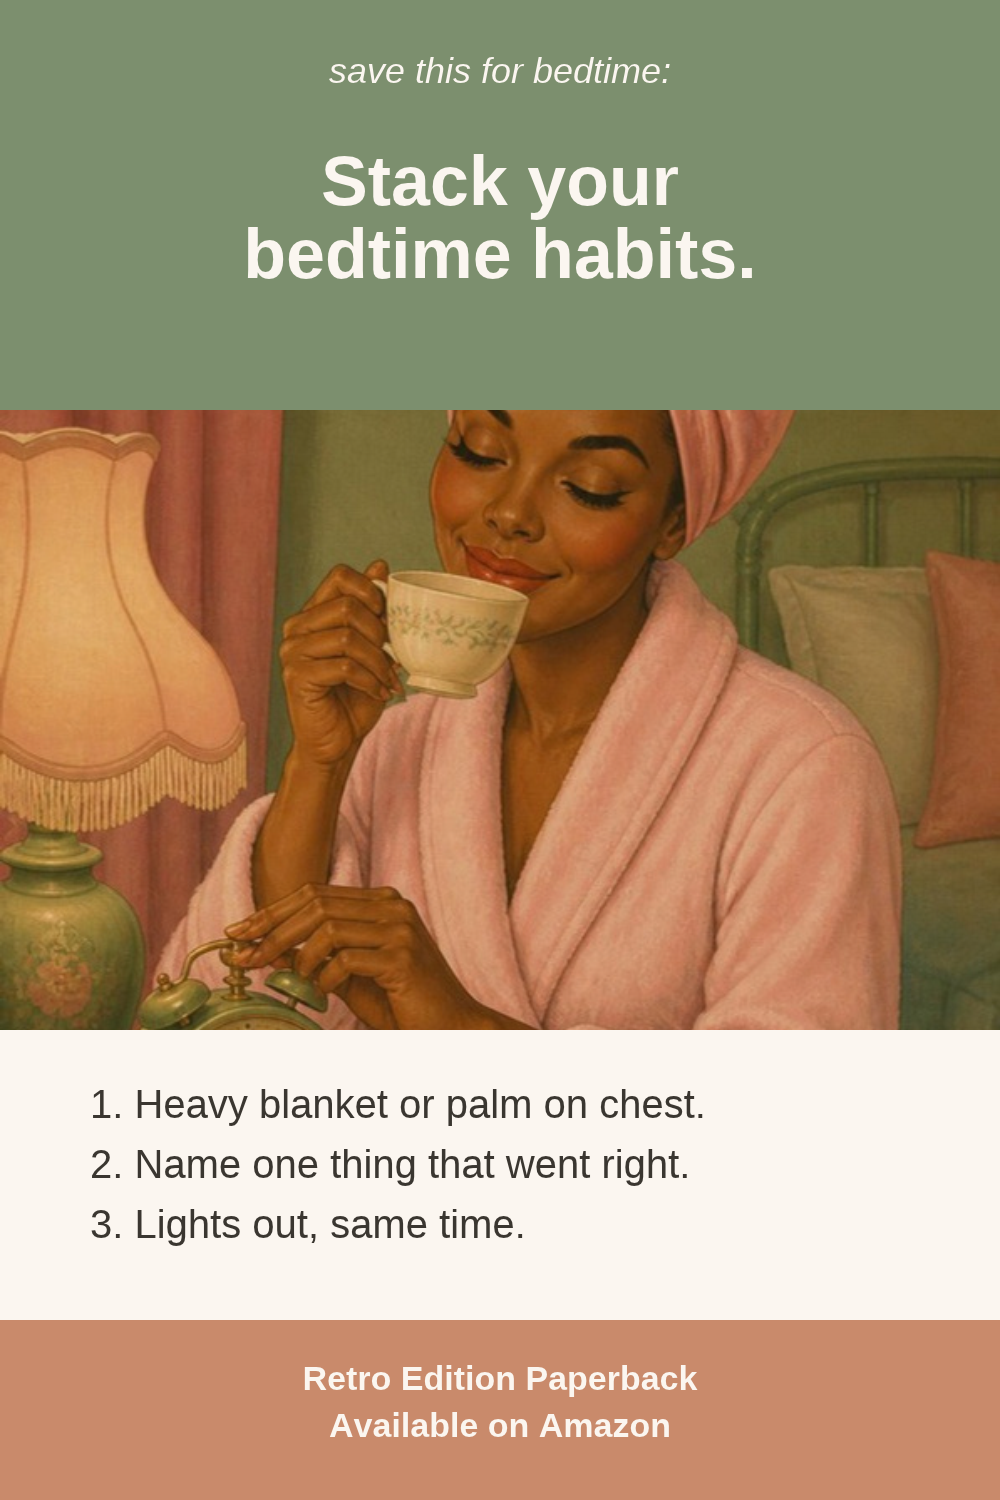 save this for bedtime:
Stack your
bedtime habits.
1. Heavy blanket or palm on chest.
2. Name one thing that went right.
3. Lights out, same time.
Retro Edition Paperback
Available on Amazon